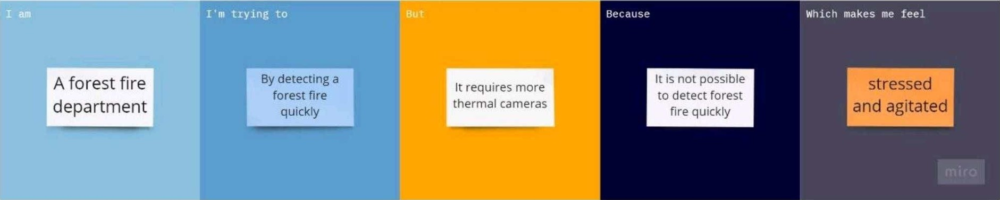 I am
A forest fire
department
I'm trying to
By detecting a
forest fire
quickly
But
It requires more
thermal cameras
Because
It is not possible
to detect forest
fire quickly
Which makes me feel
stressed
and agitated
miro